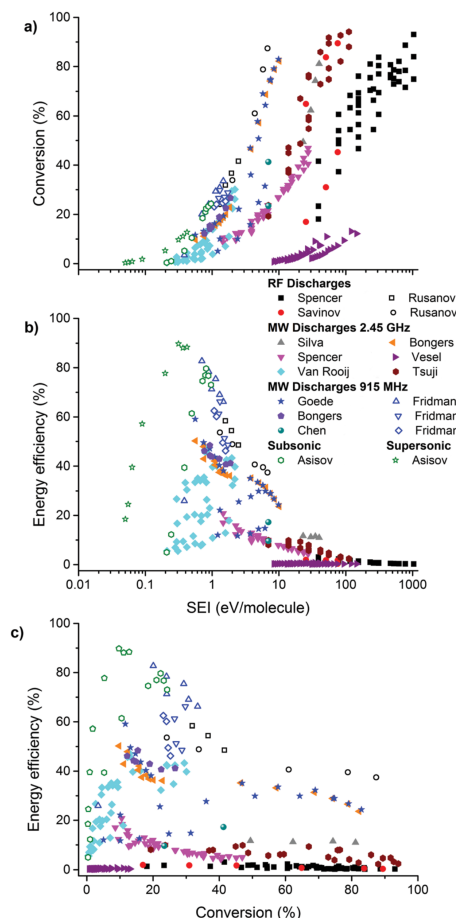 a)
Conversion (%)
100
80
60
40
20
0
RF Discharges
Spencer
Rusanov
Savinov
Rusanov
MW Discharges 2.45 GHz
Silva
Bongers
Spencer
Vesel
Van Rooij
Tsuji
MW Discharges 915 MHz
Goede
Fridman
Bongers
Fridman
Chen
Fridman
Subsonic
Supersonic
Asisov
Asisov
b)
Energy efficiency (%)
100
80
60
40
20
0
0.01
0.1
1
10
100
1000
SEI (eV/molecule)
c)
Energy efficiency (%)
100
80
60
40
20
0
0
20
40
60
80
100
Conversion (%)